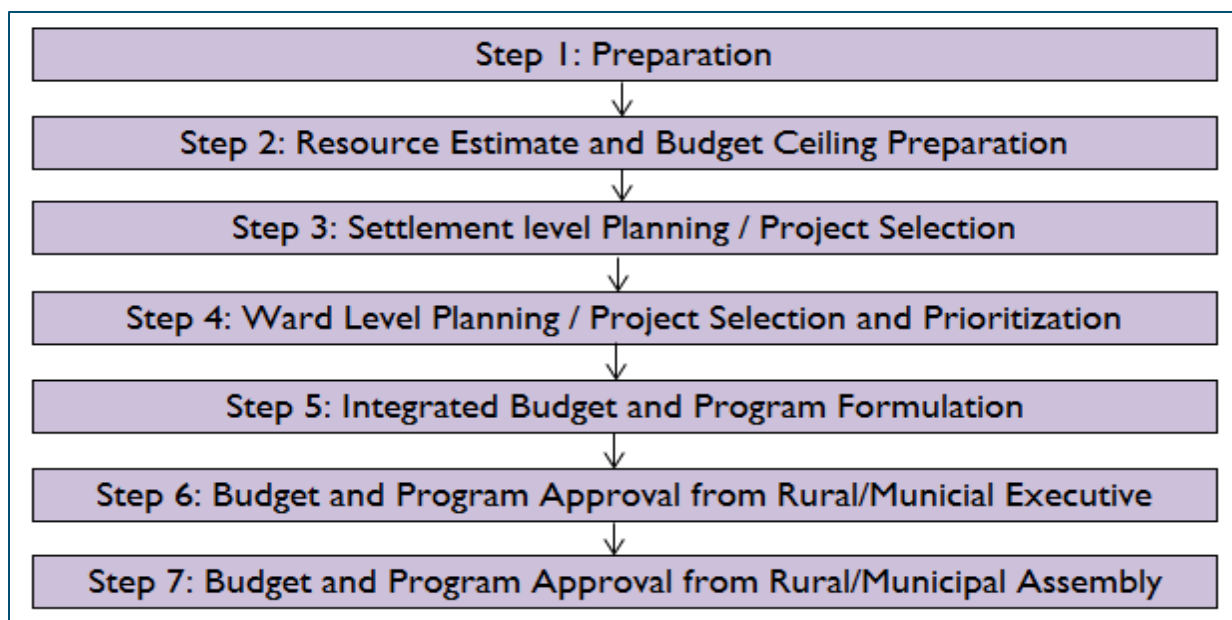 Step 1: Preparation
Step 2: Resource Estimate and Budget Ceiling Preparation
Step 3: Settlement level Planning / Project Selection
Step 4: Ward Level Planning / Project Selection and Prioritization
Step 5: Integrated Budget and Program Formulation
Step 6: Budget and Program Approval from Rural/Municial Executive
Step 7: Budget and Program Approval from Rural/Municipal Assembly